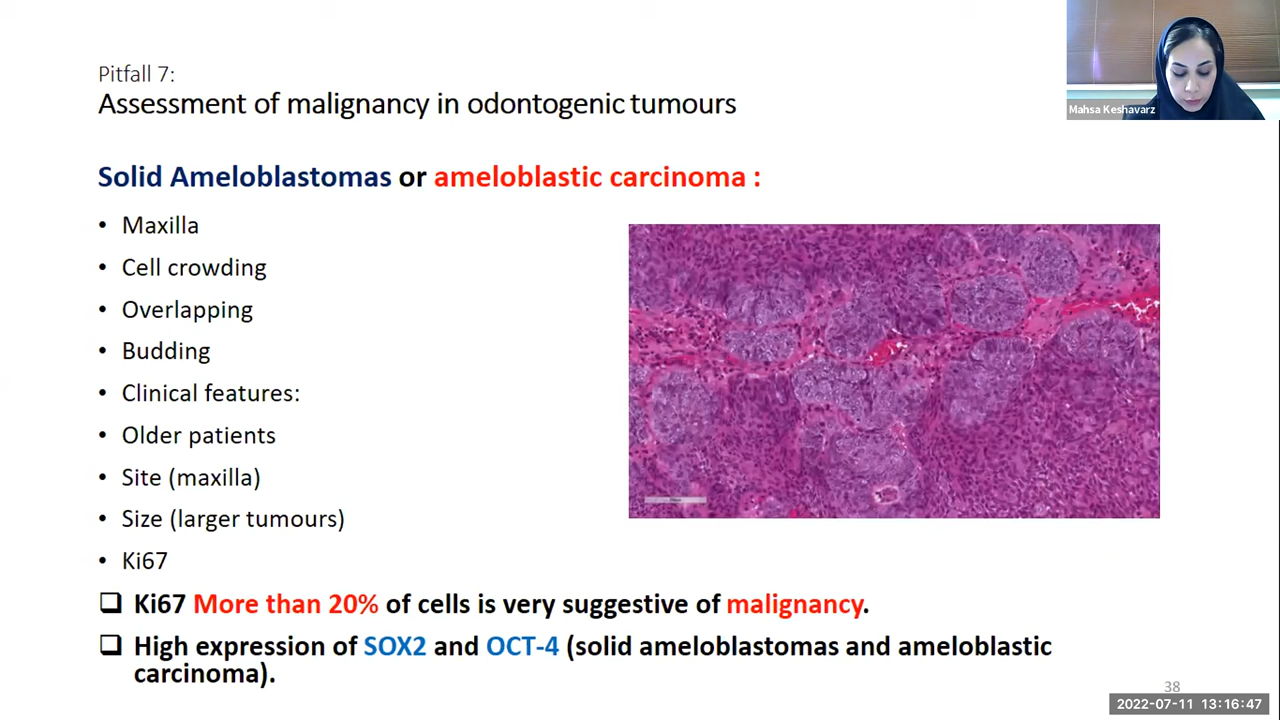 Pitfall 7:
Assessment of malignancy in odontogenic tumours
Mahsa Keshavarz
Solid Ameloblastomas or ameloblastic carcinoma :
• Maxilla
• Cell crowding
• Overlapping
• Budding
• Clinical features:
• Older patients
• Site (maxilla)
• Size (larger tumours)
• Ki67
❑ Ki67 More than 20% of cells is very suggestive of malignancy.
❑ High expression of SOX2 and OCT-4 (solid ameloblastomas and ameloblastic
carcinoma).
38
2022-07-11 13:16:47